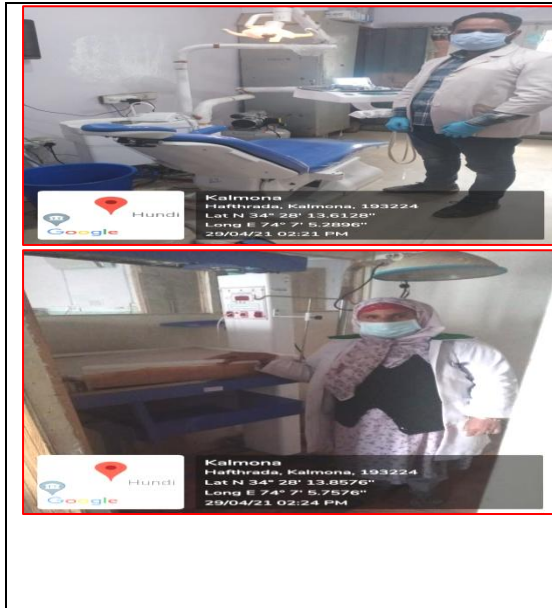 Kalmona
Hafthrada, Kalmona, 193224
Lat N 34° 28' 13.6128"
Long E 74° 7' 5.2896"
29/04/21 02:21 PM
Hundi
Google
Kalmona
Hafthrada, Kalmona, 193224
Lat N 34° 28' 13.8576"
Long E 74° 7' 5.7576"
29/04/21 02:24 PM
Hundi
Google